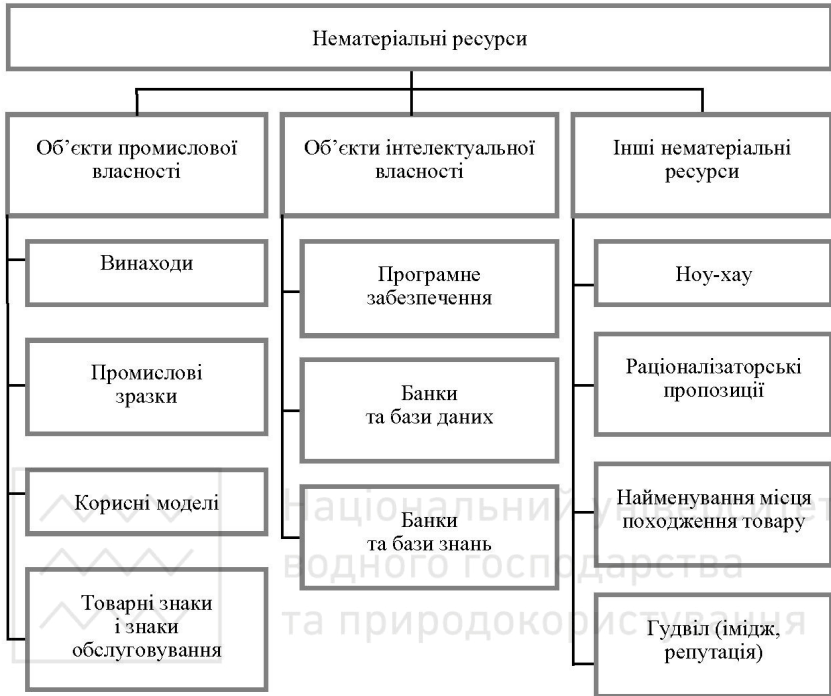 Нематеріальні ресурси
Об’єкти промислової
власності
Винаходи
Промислові
зразки
Корисні моделі
Товарні знаки
і знаки
обслуговування
Об’єкти інтелектуальної
власності
Програмне
забезпечення
Банки
та бази даних
Банки
та бази знань
Інші нематеріальні
ресурси
Ноу-хау
Раціоналізаторські
пропозиції
Найменування місця
походження товару
Гудвіл (імідж,
репутація)
Національний університет
водного господарства
та природокористування